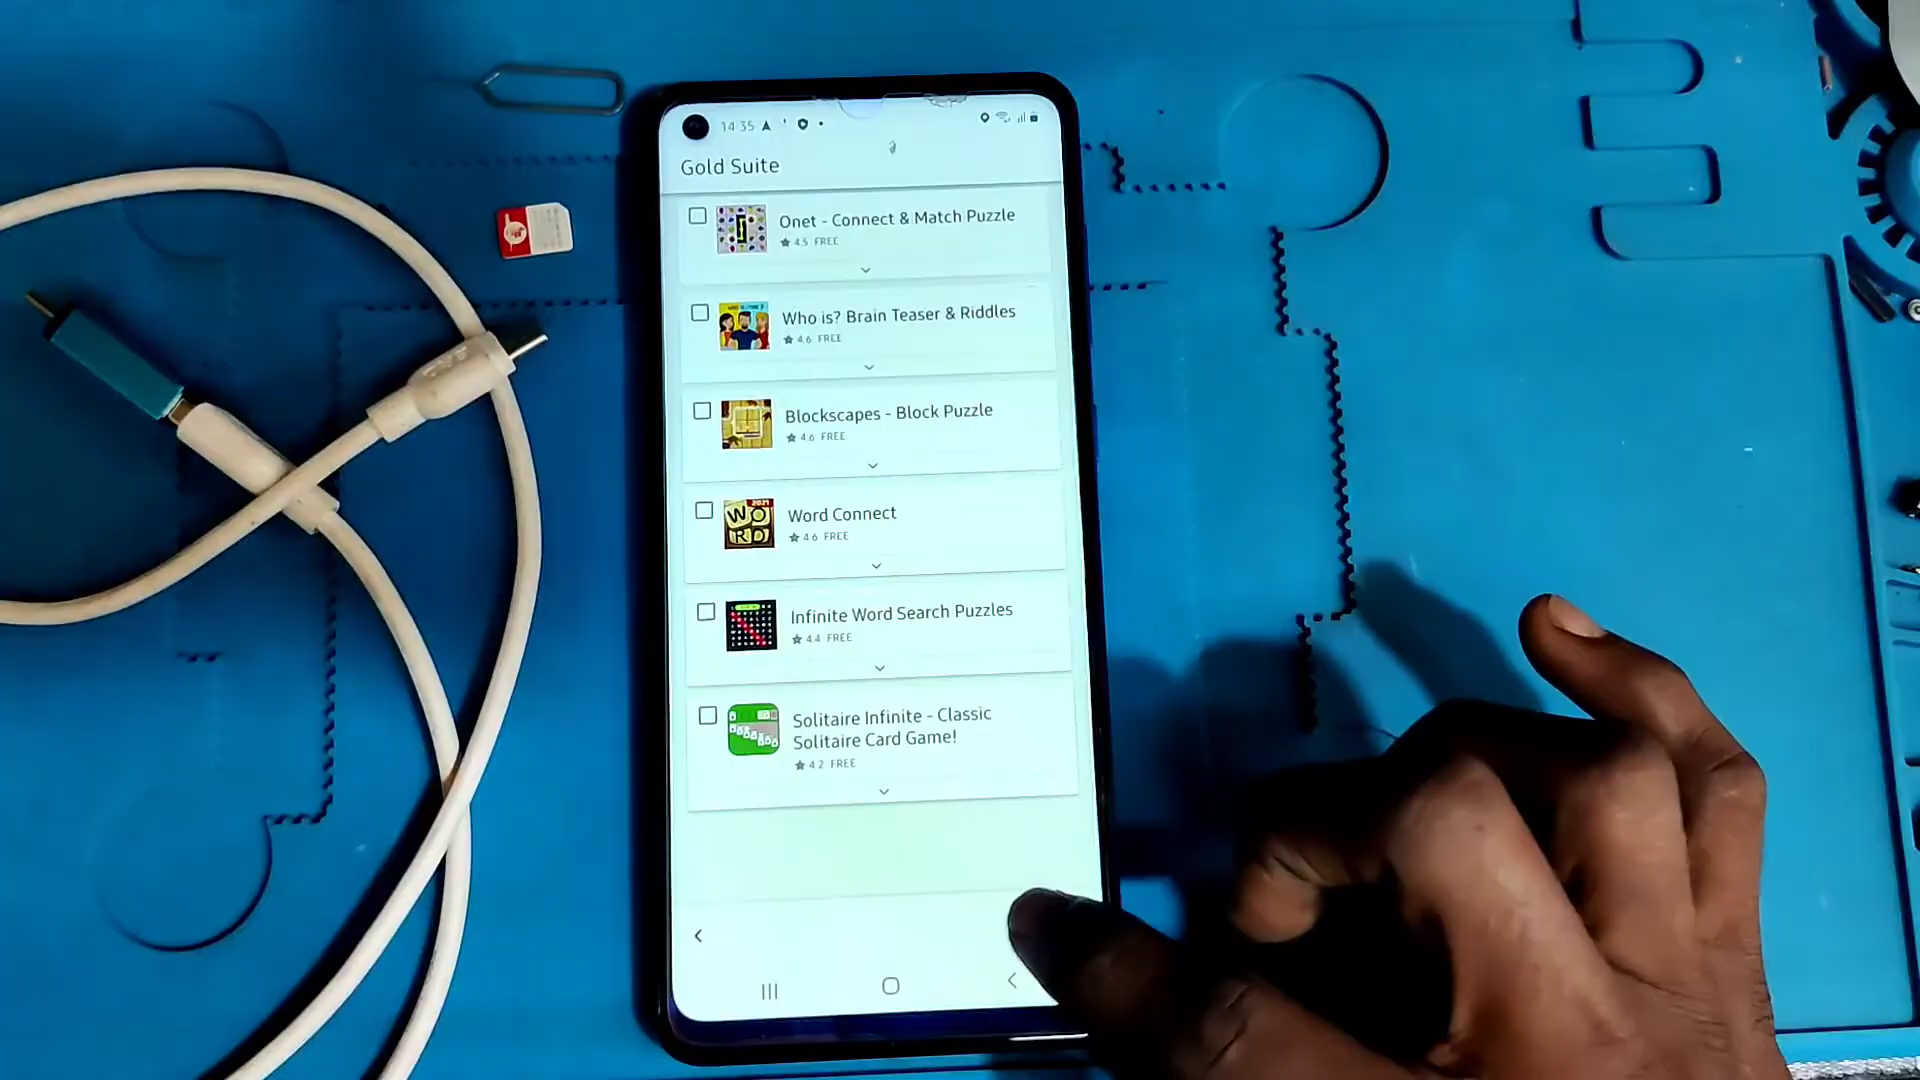 14:35
Gold Suite
Onet - Connect & Match Puzzle
4.5 FREE
Who is? Brain Teaser & Riddles
4.6 FREE
Blockscapes - Block Puzzle
4.6 FREE
2021
WORD
Word Connect
4.6 FREE
Infinite Word Search Puzzles
4.4 FREE
Solitaire Infinite - Classic
Solitaire Card Game!
4.2 FREE